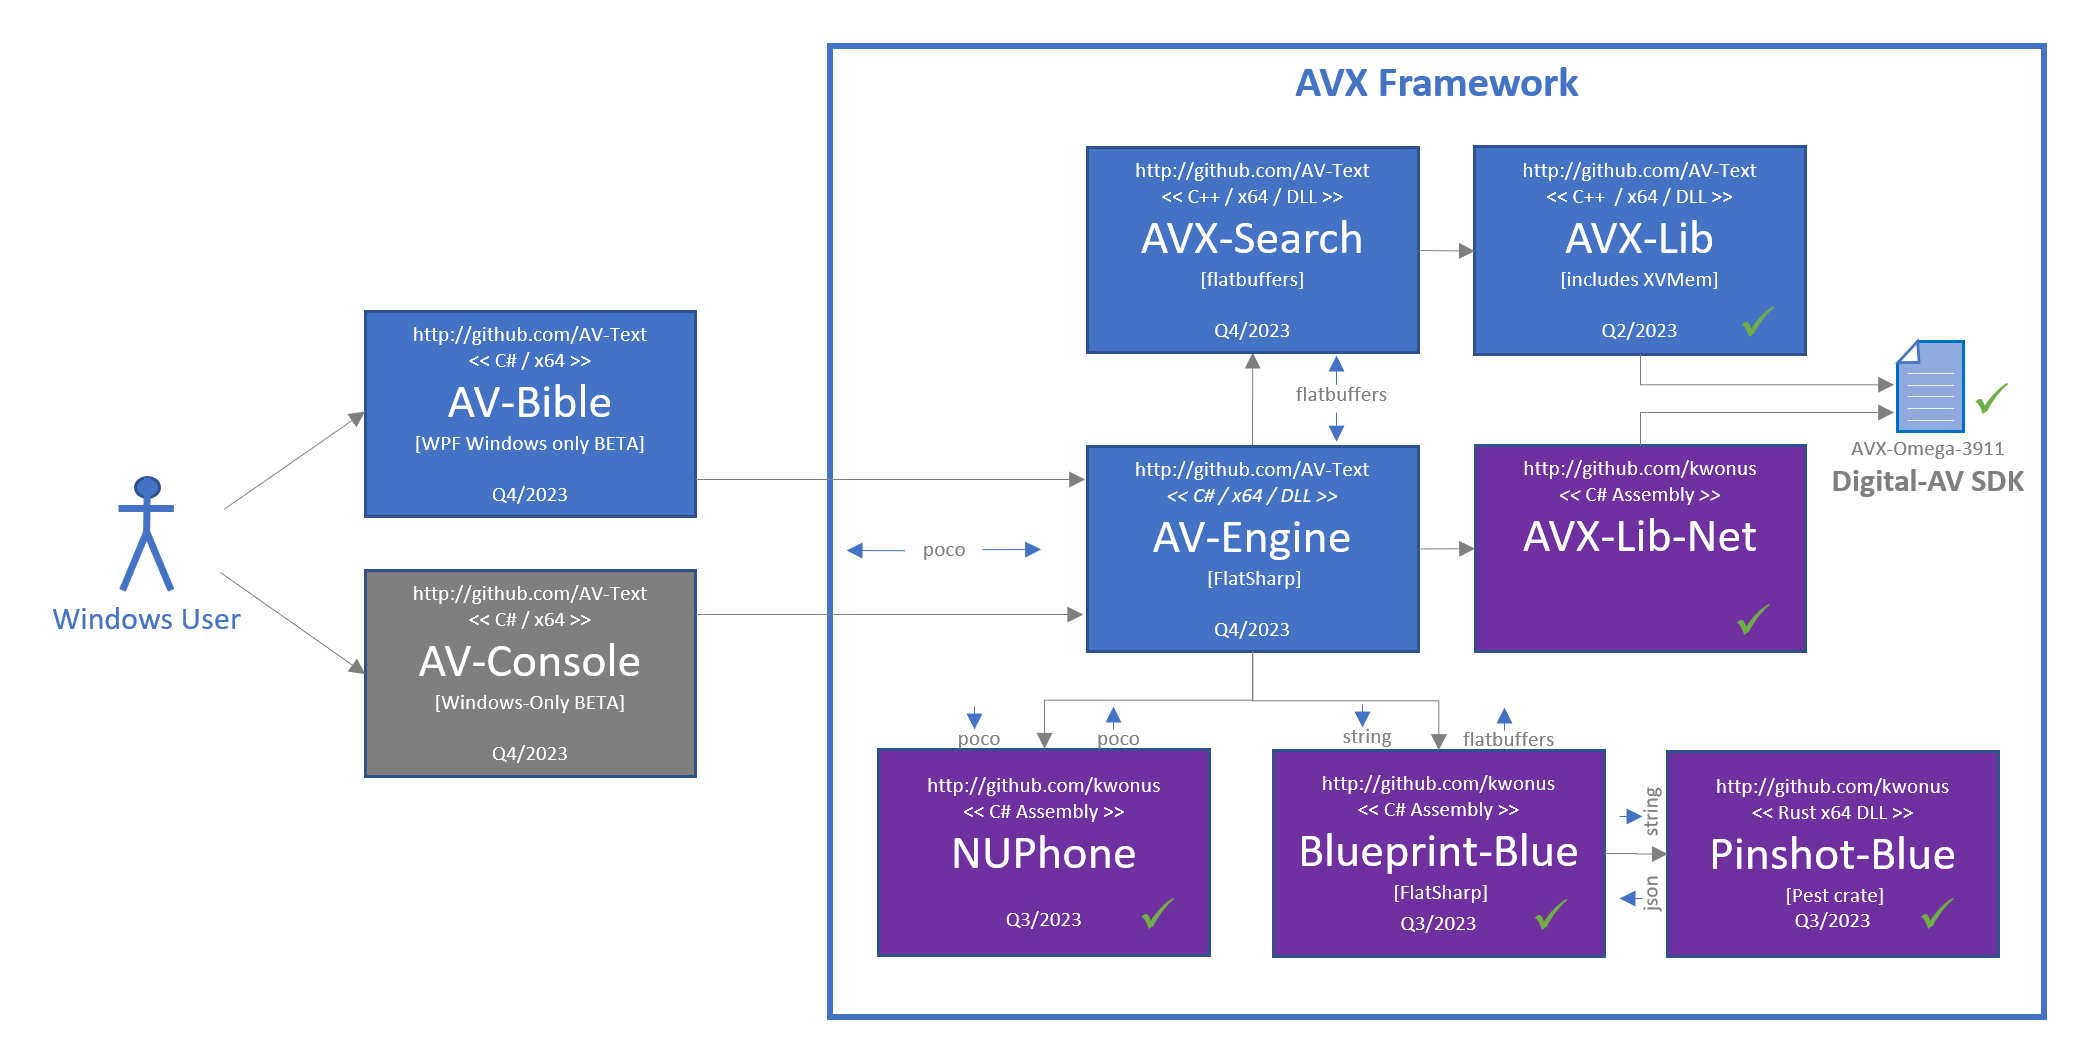 AVX Framework
http://github.com/AV-Text
<< C++ / x64 / DLL >>
AVX-Search
[flatbuffers]
Q4/2023
http://github.com/AV-Text
<< C++  / x64 / DLL >>
AVX-Lib
[includes XVMem]
Q2/2023
http://github.com/AV-Text
<< C# / x64 >>
AV-Bible
[WPF Windows only BETA]
Q4/2023
flatbuffers
AVX-Omega-3911
Digital-AV SDK
http://github.com/AV-Text
<< C# / x64 / DLL >>
AV-Engine
[FlatSharp]
Q4/2023
http://github.com/kwonus
<< C# Assembly >>
AVX-Lib-Net
poco
Windows User
http://github.com/AV-Text
<< C# / x64 >>
AV-Console
[Windows-Only BETA]
Q4/2023
poco
poco
string
flatbuffers
http://github.com/kwonus
<< C# Assembly >>
NUPhone
Q3/2023
http://github.com/kwonus
<< C# Assembly >>
Blueprint-Blue
[FlatSharp]
Q3/2023
string
json
http://github.com/kwonus
<< Rust x64 DLL >>
Pinshot-Blue
[Pest crate]
Q3/2023